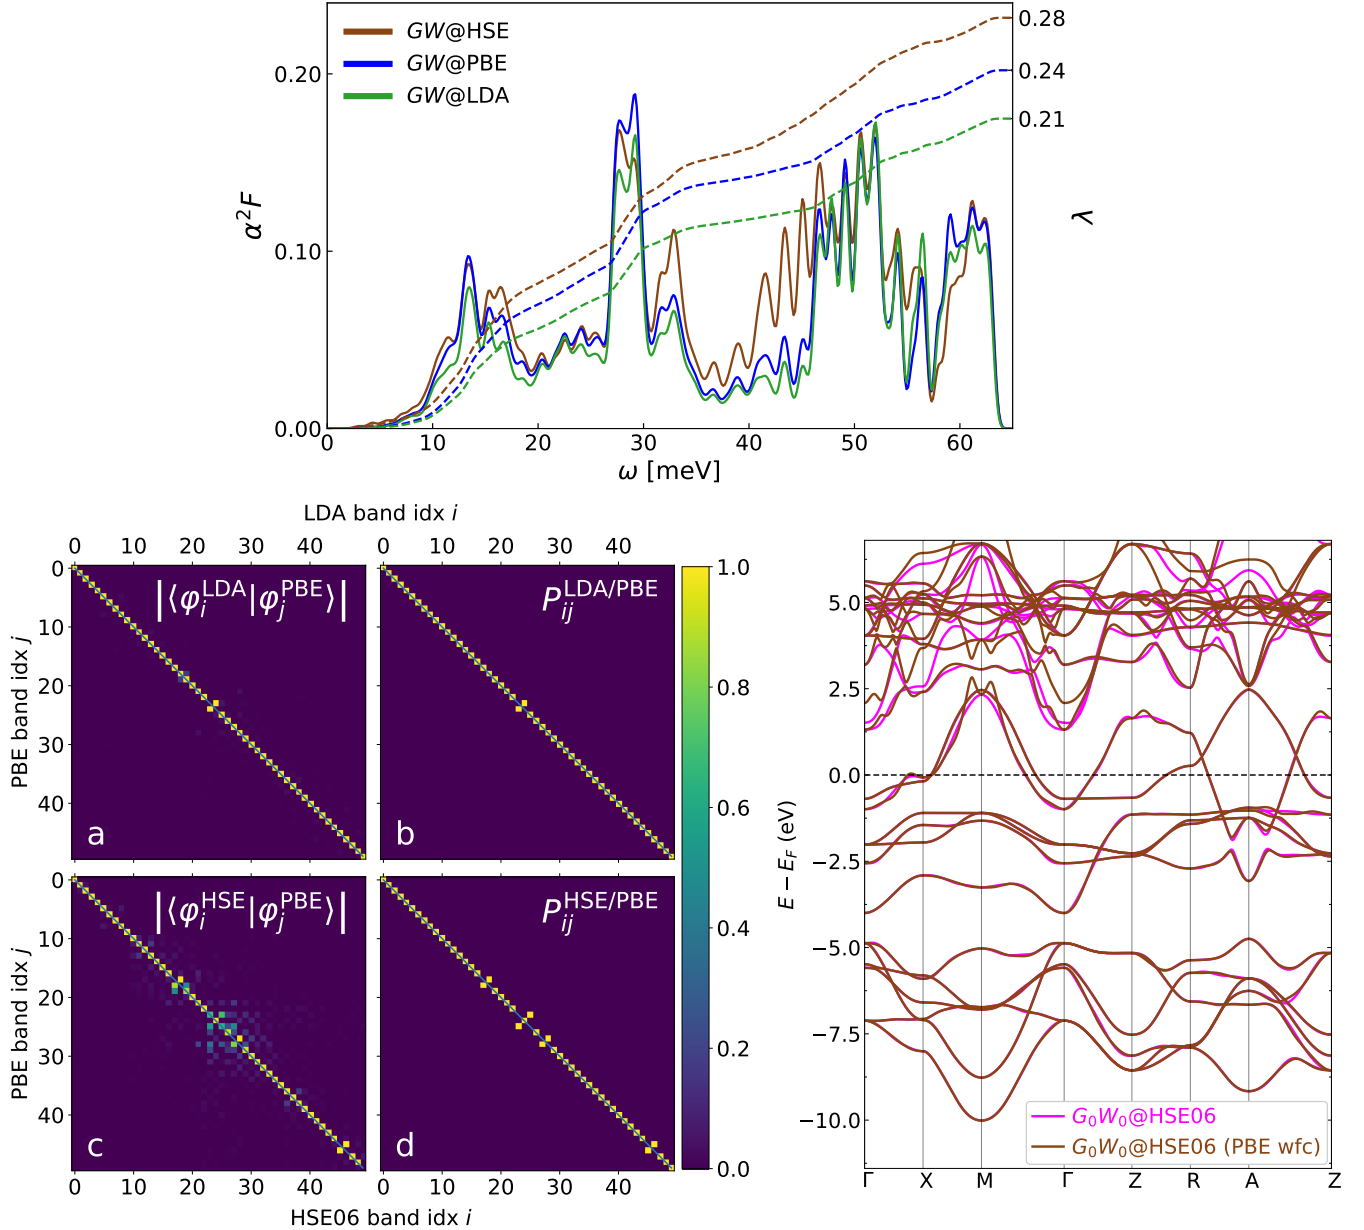 GW@HSE
GW@PBE
GW@LDA
0.20
0.10
0.00
α²F
0.28
0.24
0.21
λ
0 10 20 30 40 50 60
ω [meV]
LDA band idx i
0 10 20 30 40 0 10 20 30 40
0
10
20
30
40
PBE band idx j
|⟨φ_i^LDA|φ_j^PBE⟩|
a
P_ij^LDA/PBE
b
0
10
20
30
40
PBE band idx j
|⟨φ_i^HSE|φ_j^PBE⟩|
c
P_ij^HSE/PBE
d
0 10 20 30 40 0 10 20 30 40
HSE06 band idx i
1.0
0.8
0.6
0.4
0.2
0.0
5.0
2.5
0.0
−2.5
−5.0
−7.5
−10.0
E − E_F (eV)
G₀W₀@HSE06
G₀W₀@HSE06 (PBE wfc)
Γ X M Γ Z R A Z